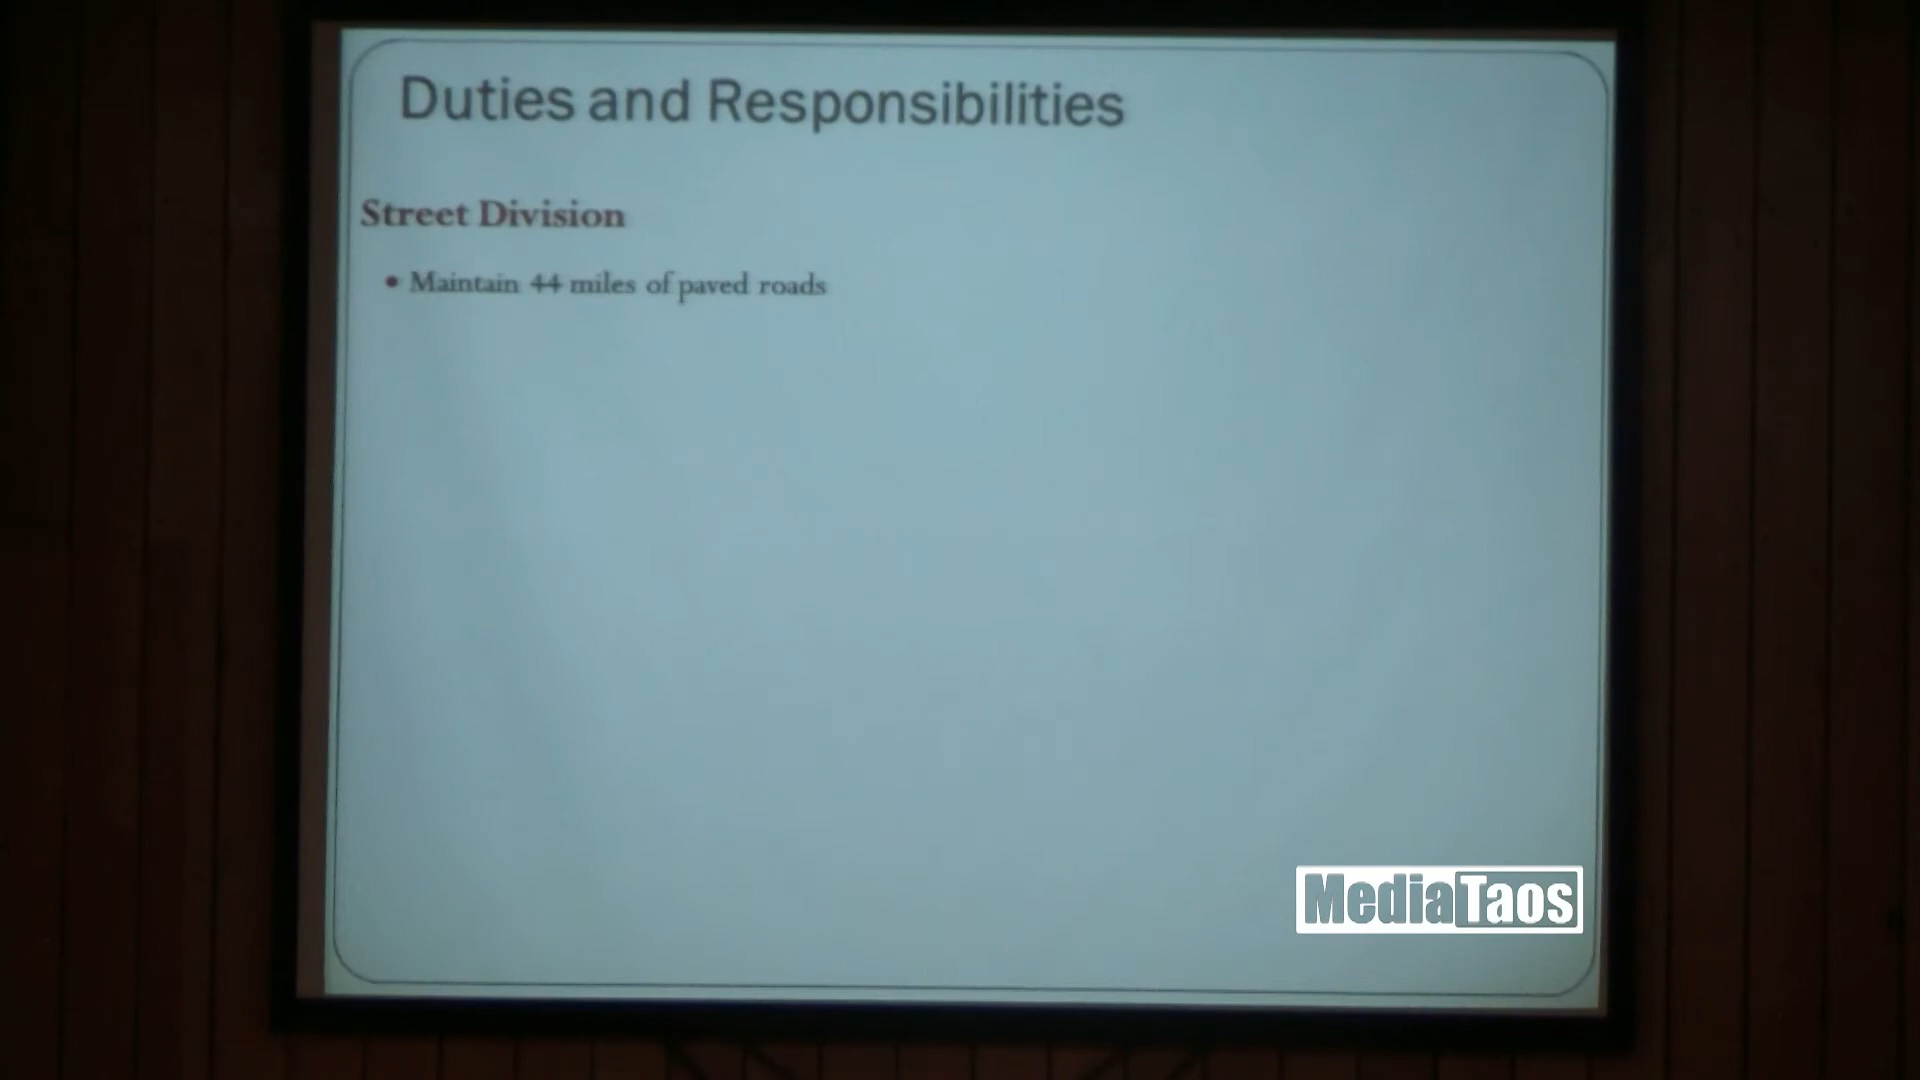 Duties and Responsibilities
Street Division
• Maintain 44 miles of paved roads
MediaTaos